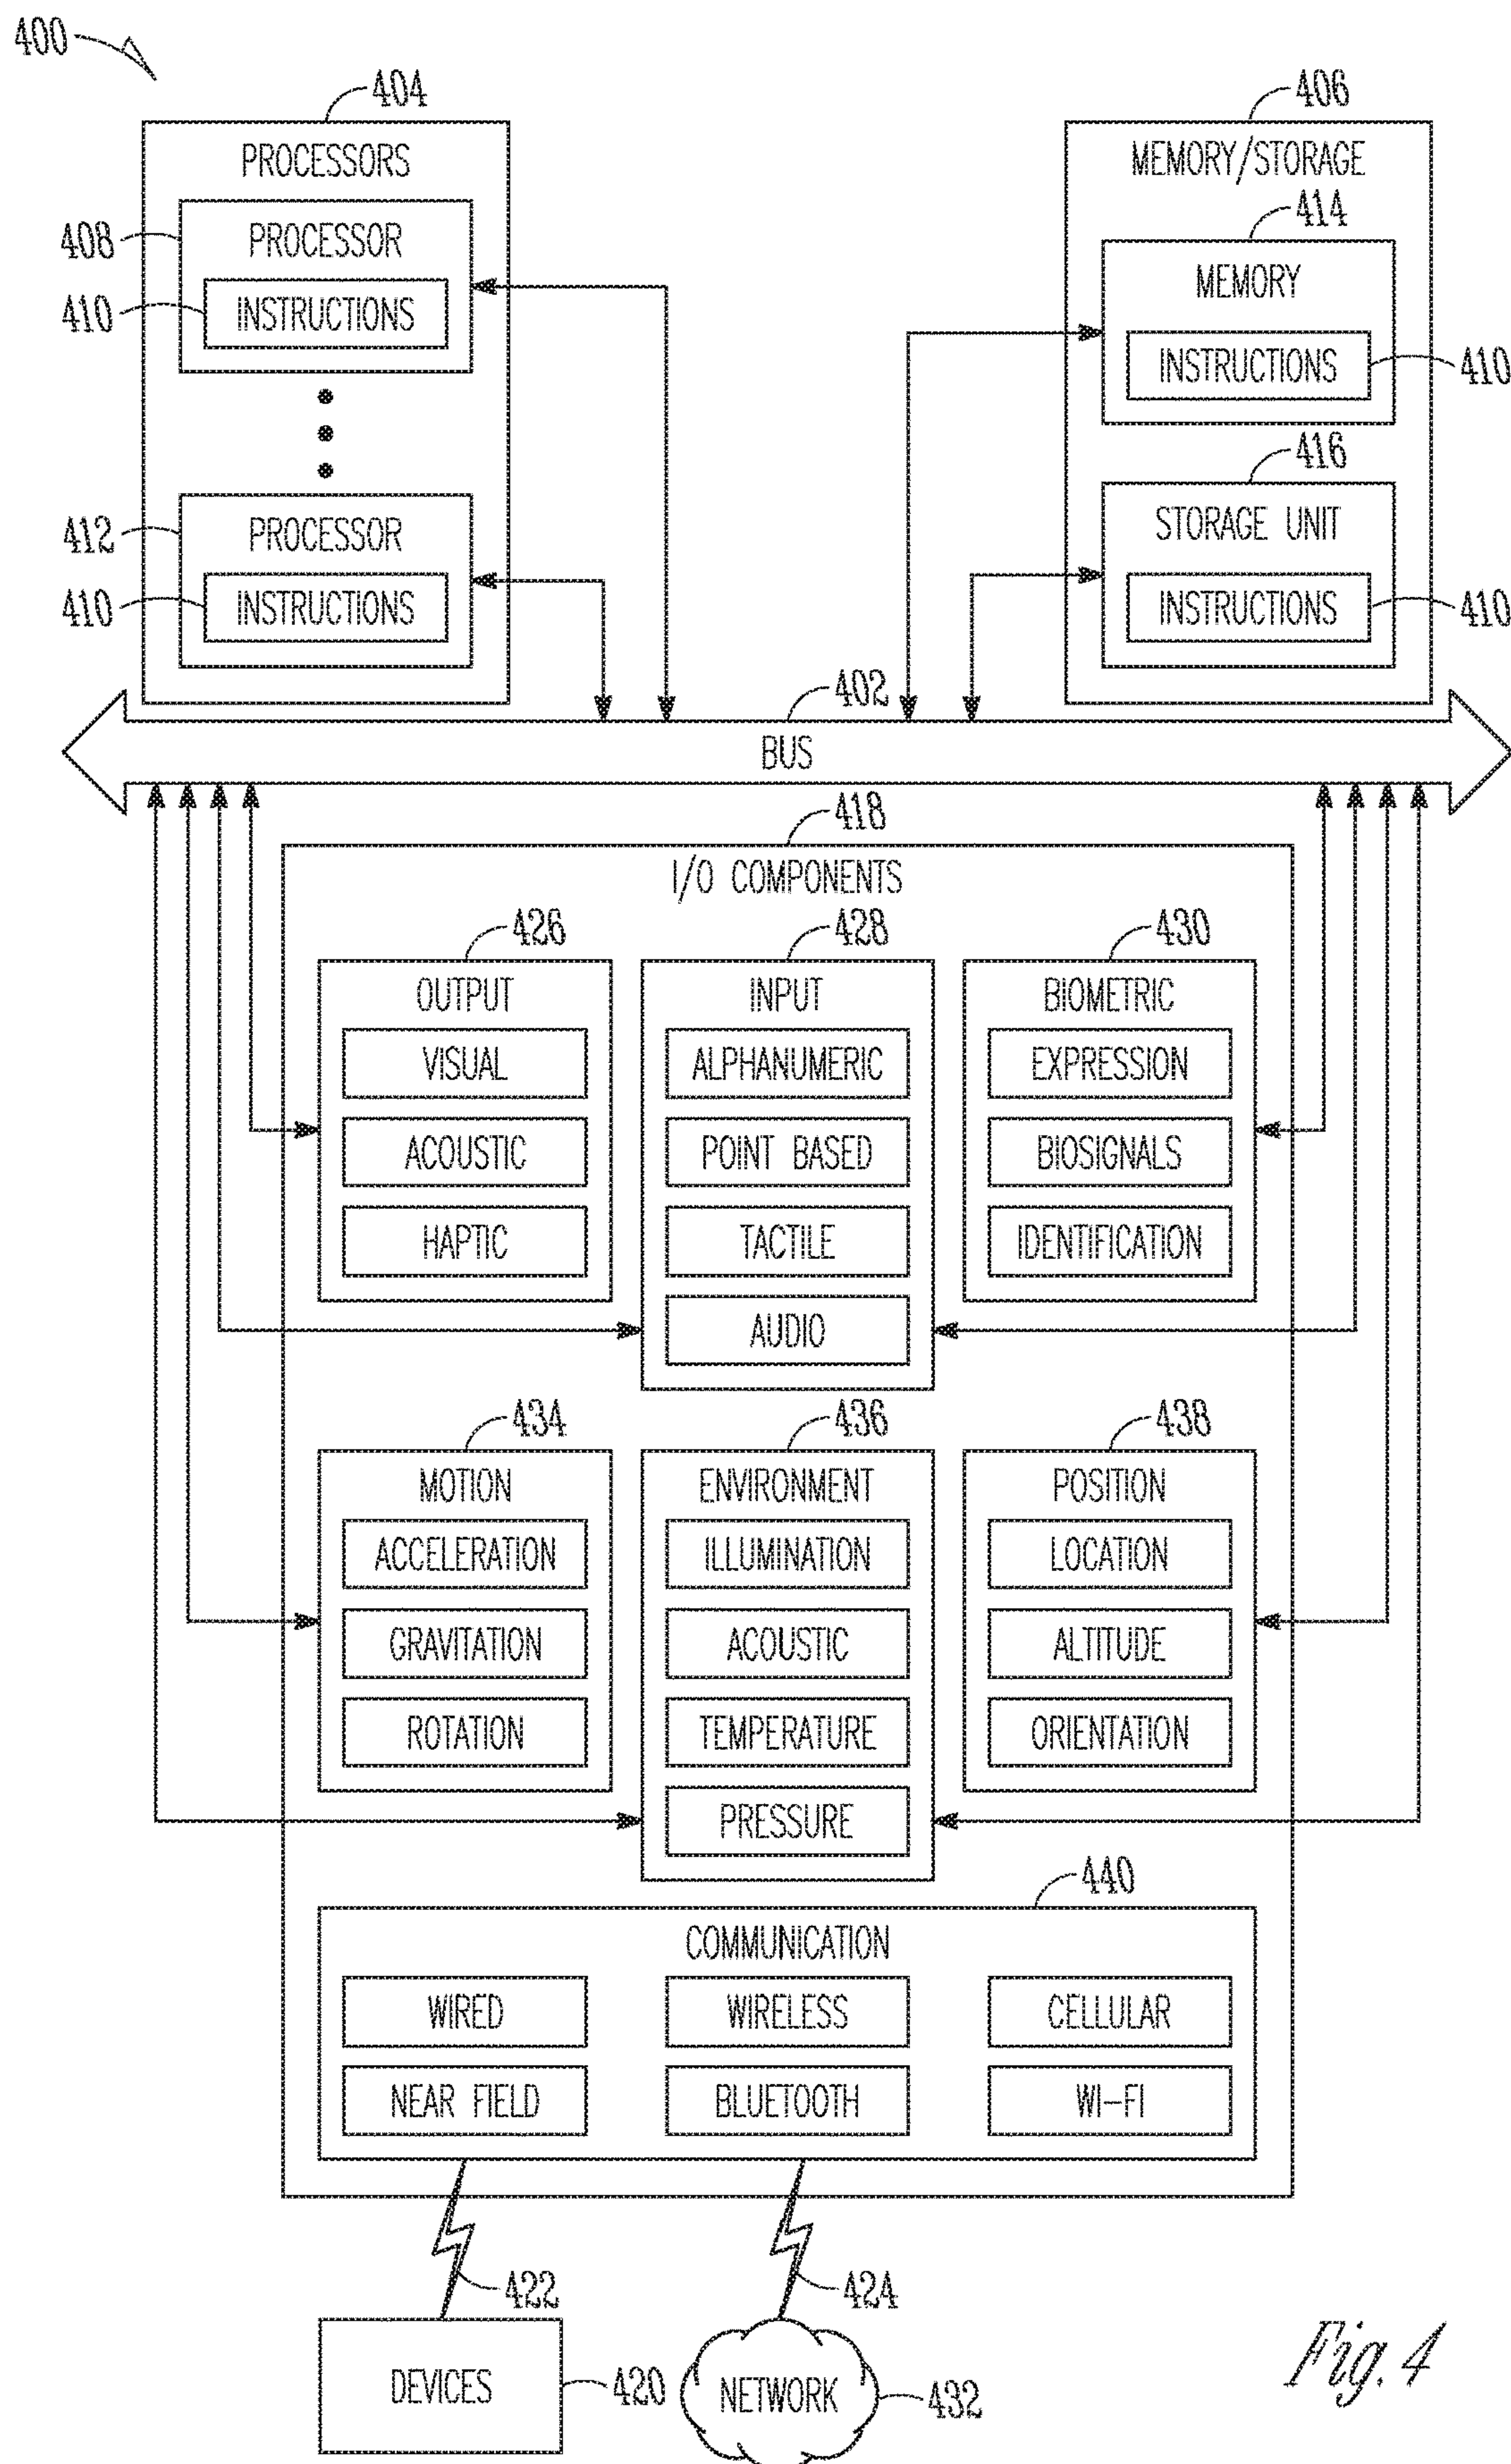 400
404
406
PROCESSORS
MEMORY/STORAGE
408
PROCESSOR
410
INSTRUCTIONS
412
PROCESSOR
410
INSTRUCTIONS
414
MEMORY
INSTRUCTIONS
410
416
STORAGE UNIT
INSTRUCTIONS
410
402
BUS
418
I/O COMPONENTS
426
OUTPUT
VISUAL
ACOUSTIC
HAPTIC
428
INPUT
ALPHANUMERIC
POINT BASED
TACTILE
AUDIO
430
BIOMETRIC
EXPRESSION
BIOSIGNALS
IDENTIFICATION
434
MOTION
ACCELERATION
GRAVITATION
ROTATION
436
ENVIRONMENT
ILLUMINATION
ACOUSTIC
TEMPERATURE
PRESSURE
438
POSITION
LOCATION
ALTITUDE
ORIENTATION
440
COMMUNICATION
WIRED WIRELESS CELLULAR
NEAR FIELD BLUETOOTH WI-FI
422
424
DEVICES
420
NETWORK
432
Fig. 4